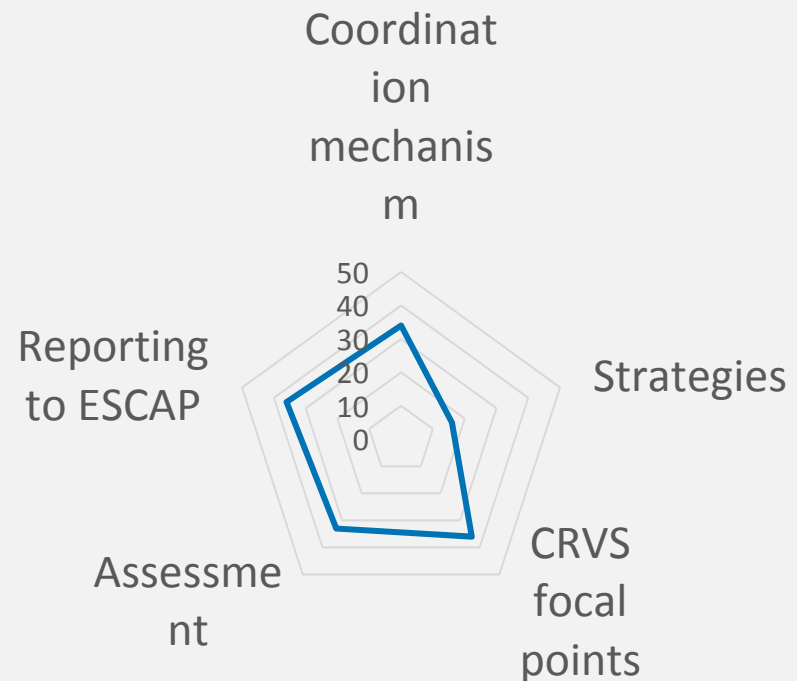 Coordinat
ion
mechanis
m
50
40
30
20
10
0
Strategies
CRVS
focal
points
Assessme
nt
Reporting
to ESCAP